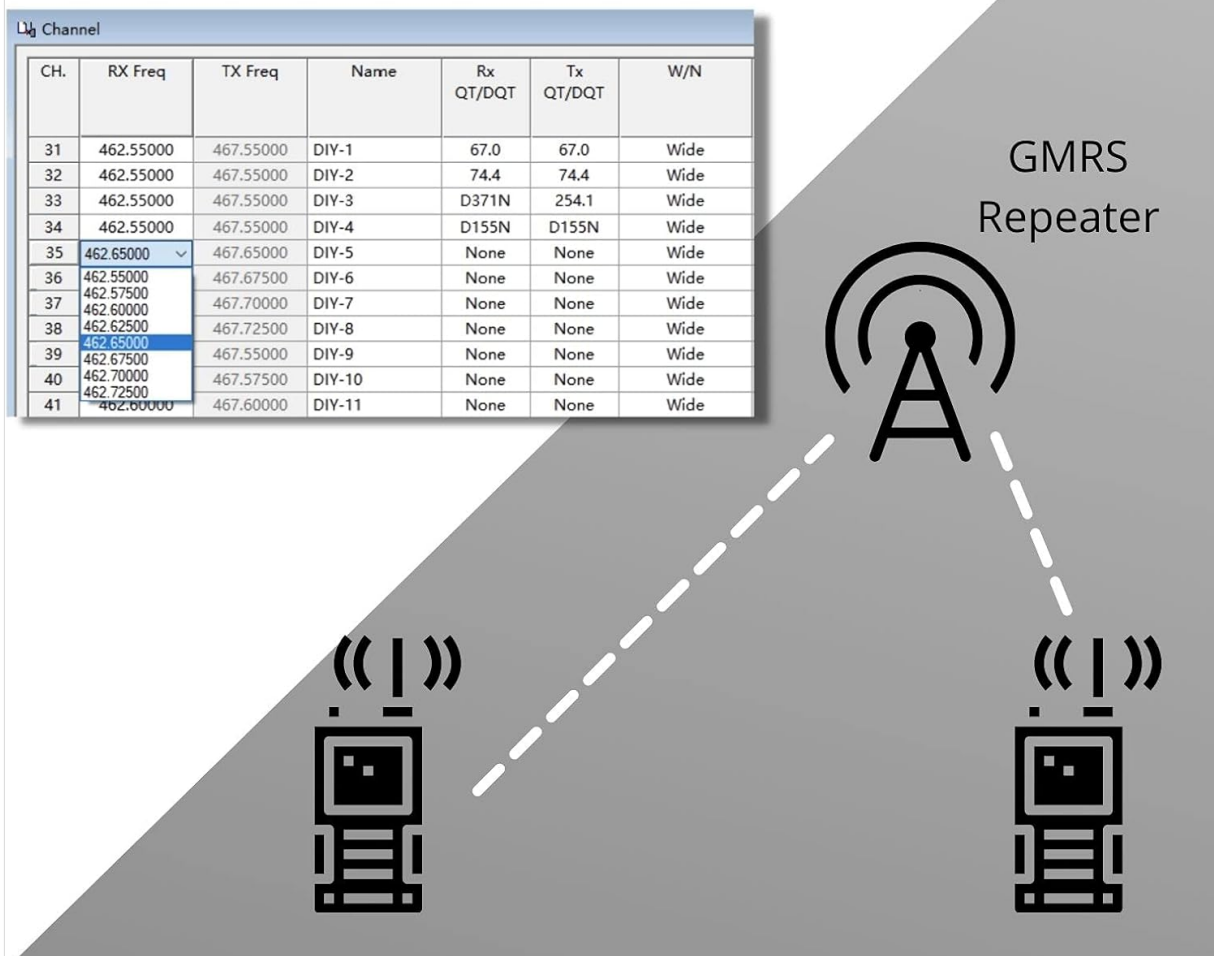 Channel
CH. RX Freq TX Freq Name Rx QT/DQT Tx QT/DQT W/N
31 462.55000 467.55000 DIY-1 67.0 67.0 Wide
32 462.55000 467.55000 DIY-2 74.4 74.4 Wide
33 462.55000 467.55000 DIY-3 D371N 254.1 Wide
34 462.55000 467.55000 DIY-4 D155N D155N Wide
35 462.65000 467.65000 DIY-5 None None Wide
36 462.55000 467.67500 DIY-6 None None Wide
462.57500
37 462.60000 467.70000 DIY-7 None None Wide
38 462.62500 467.72500 DIY-8 None None Wide
462.65000
39 462.67500 467.55000 DIY-9 None None Wide
40 462.70000 467.57500 DIY-10 None None Wide
462.72500
41 462.60000 467.60000 DIY-11 None None Wide
GMRS
Repeater